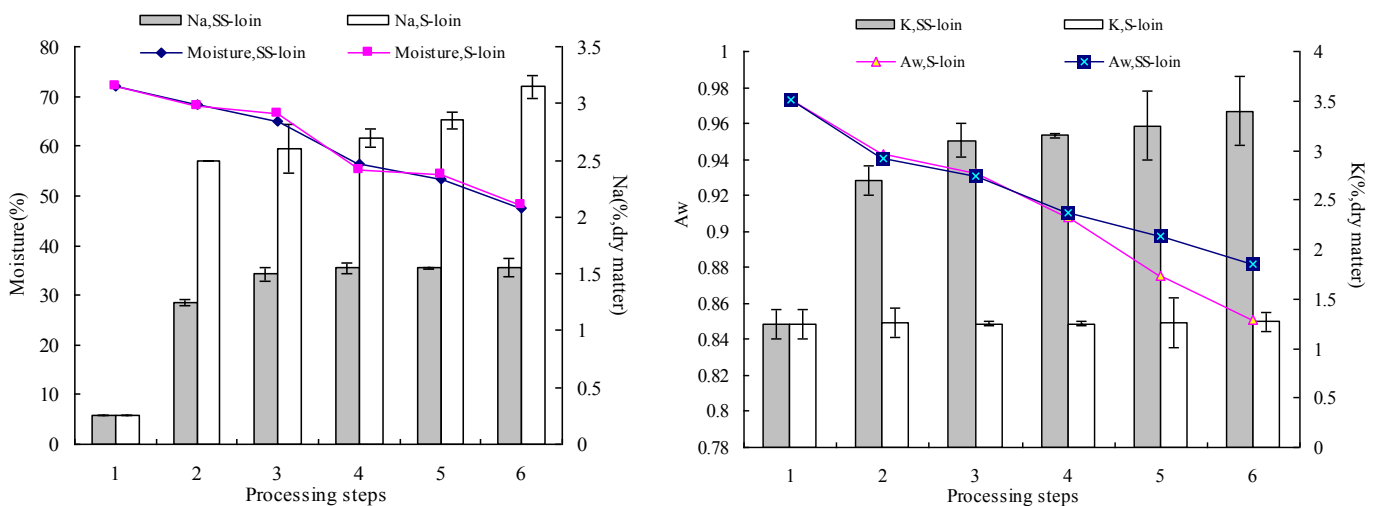 Na,SS-loin
Na,S-loin
Moisture,SS-loin
Moisture,S-loin
80
70
60
50
40
30
20
10
0
Moisture(%)
3.5
3
2.5
2
1.5
1
0.5
0
Na(%,dry matter)
1 2 3 4 5 6
Processing steps
K,SS-loin
K,S-loin
Aw,S-loin
Aw,SS-loin
1
0.98
0.96
0.94
0.92
0.9
0.88
0.86
0.84
0.82
0.8
0.78
Aw
4
3.5
3
2.5
2
1.5
1
0.5
0
K(%,dry matter)
1 2 3 4 5 6
Processing steps